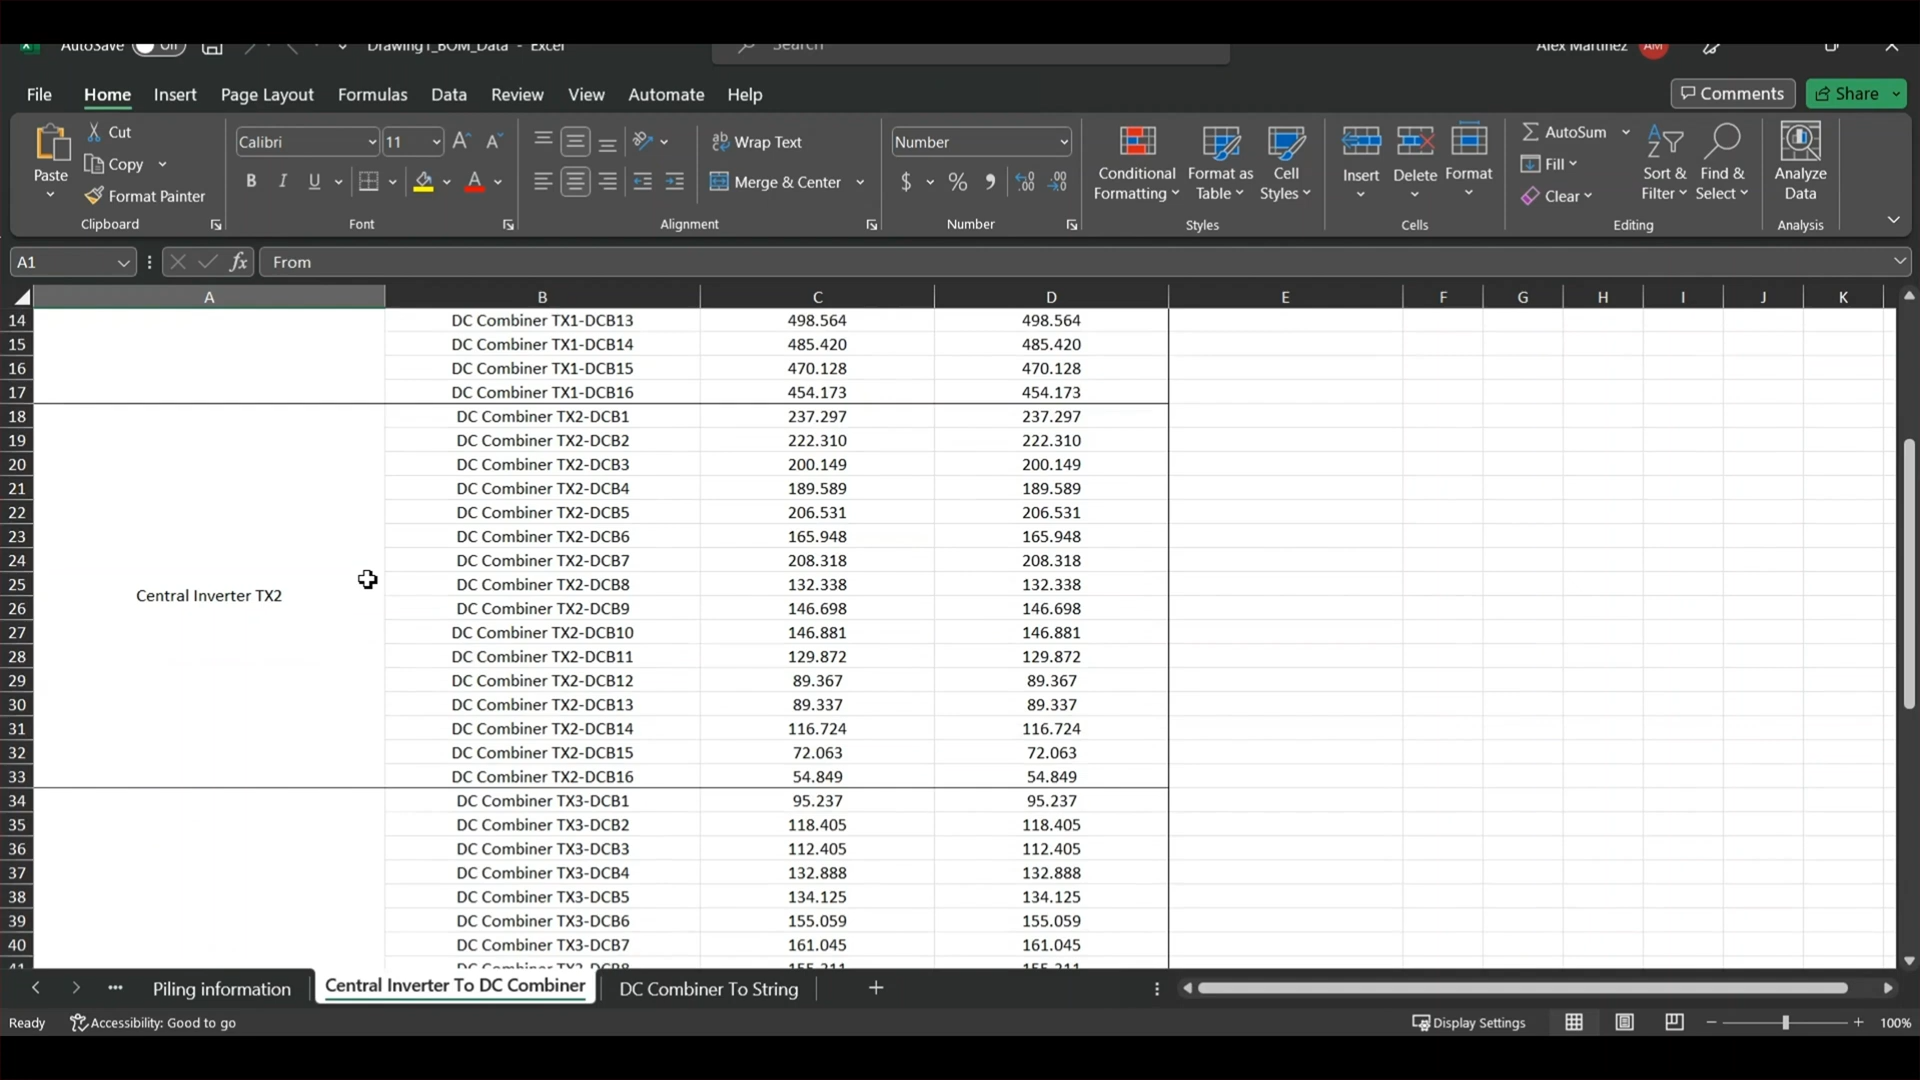 AutoSave Off Drawing1_BOM_Data - Excel Search Alex Martinez AM
File Home Insert Page Layout Formulas Data Review View Automate Help Comments Share
Paste Cut Copy Format Painter Clipboard
Calibri 11 B I U A Font
Wrap Text Merge & Center Alignment
Number $ % Number
Conditional Formatting Format as Table Cell Styles Styles
Insert Delete Format Cells
AutoSum Fill Clear Sort & Filter Find & Select Editing
Analyze Data Analysis
A1 fx From
A B C D E F G H I J K
14 DC Combiner TX1-DCB13 498.564 498.564
15 DC Combiner TX1-DCB14 485.420 485.420
16 DC Combiner TX1-DCB15 470.128 470.128
17 DC Combiner TX1-DCB16 454.173 454.173
18 DC Combiner TX2-DCB1 237.297 237.297
19 DC Combiner TX2-DCB2 222.310 222.310
20 DC Combiner TX2-DCB3 200.149 200.149
21 DC Combiner TX2-DCB4 189.589 189.589
22 DC Combiner TX2-DCB5 206.531 206.531
23 DC Combiner TX2-DCB6 165.948 165.948
24 DC Combiner TX2-DCB7 208.318 208.318
25 DC Combiner TX2-DCB8 132.338 132.338
Central Inverter TX2
26 DC Combiner TX2-DCB9 146.698 146.698
27 DC Combiner TX2-DCB10 146.881 146.881
28 DC Combiner TX2-DCB11 129.872 129.872
29 DC Combiner TX2-DCB12 89.367 89.367
30 DC Combiner TX2-DCB13 89.337 89.337
31 DC Combiner TX2-DCB14 116.724 116.724
32 DC Combiner TX2-DCB15 72.063 72.063
33 DC Combiner TX2-DCB16 54.849 54.849
34 DC Combiner TX3-DCB1 95.237 95.237
35 DC Combiner TX3-DCB2 118.405 118.405
36 DC Combiner TX3-DCB3 112.405 112.405
37 DC Combiner TX3-DCB4 132.888 132.888
38 DC Combiner TX3-DCB5 134.125 134.125
39 DC Combiner TX3-DCB6 155.059 155.059
40 DC Combiner TX3-DCB7 161.045 161.045
41 DC Combiner TX3-DCB8 155.211 155.211
Piling information Central Inverter To DC Combiner DC Combiner To String
Ready Accessibility: Good to go Display Settings 100%